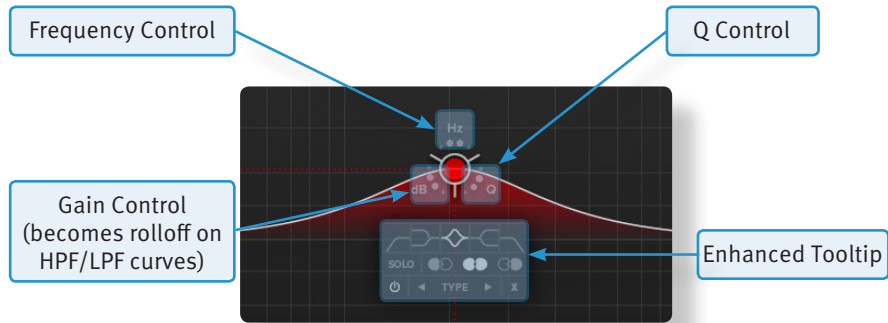 Frequency Control
Q Control
Hz
dB
Q
Gain Control
(becomes rolloff on
HPF/LPF curves)
Enhanced Tooltip
SOLO
TYPE
X